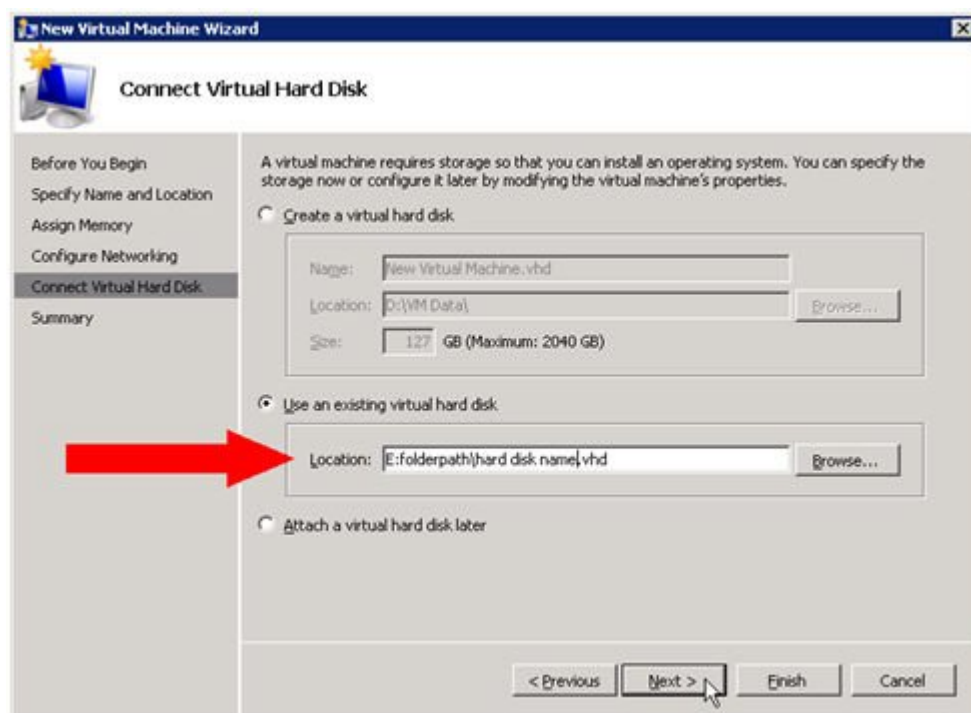 New Virtual Machine Wizard
Connect Virtual Hard Disk
Before You Begin
Specify Name and Location
Assign Memory
Configure Networking
Connect Virtual Hard Disk
Summary
A virtual machine requires storage so that you can install an operating system. You can specify the
storage now or configure it later by modifying the virtual machine's properties.
Create a virtual hard disk
Name: New Virtual Machine.vhd
Location: D:\VM Data\ Browse...
Size: 127 GB (Maximum: 2040 GB)
Use an existing virtual hard disk
Location: E:folderpath\hard disk name.vhd Browse...
Attach a virtual hard disk later
< Previous Next > Finish Cancel